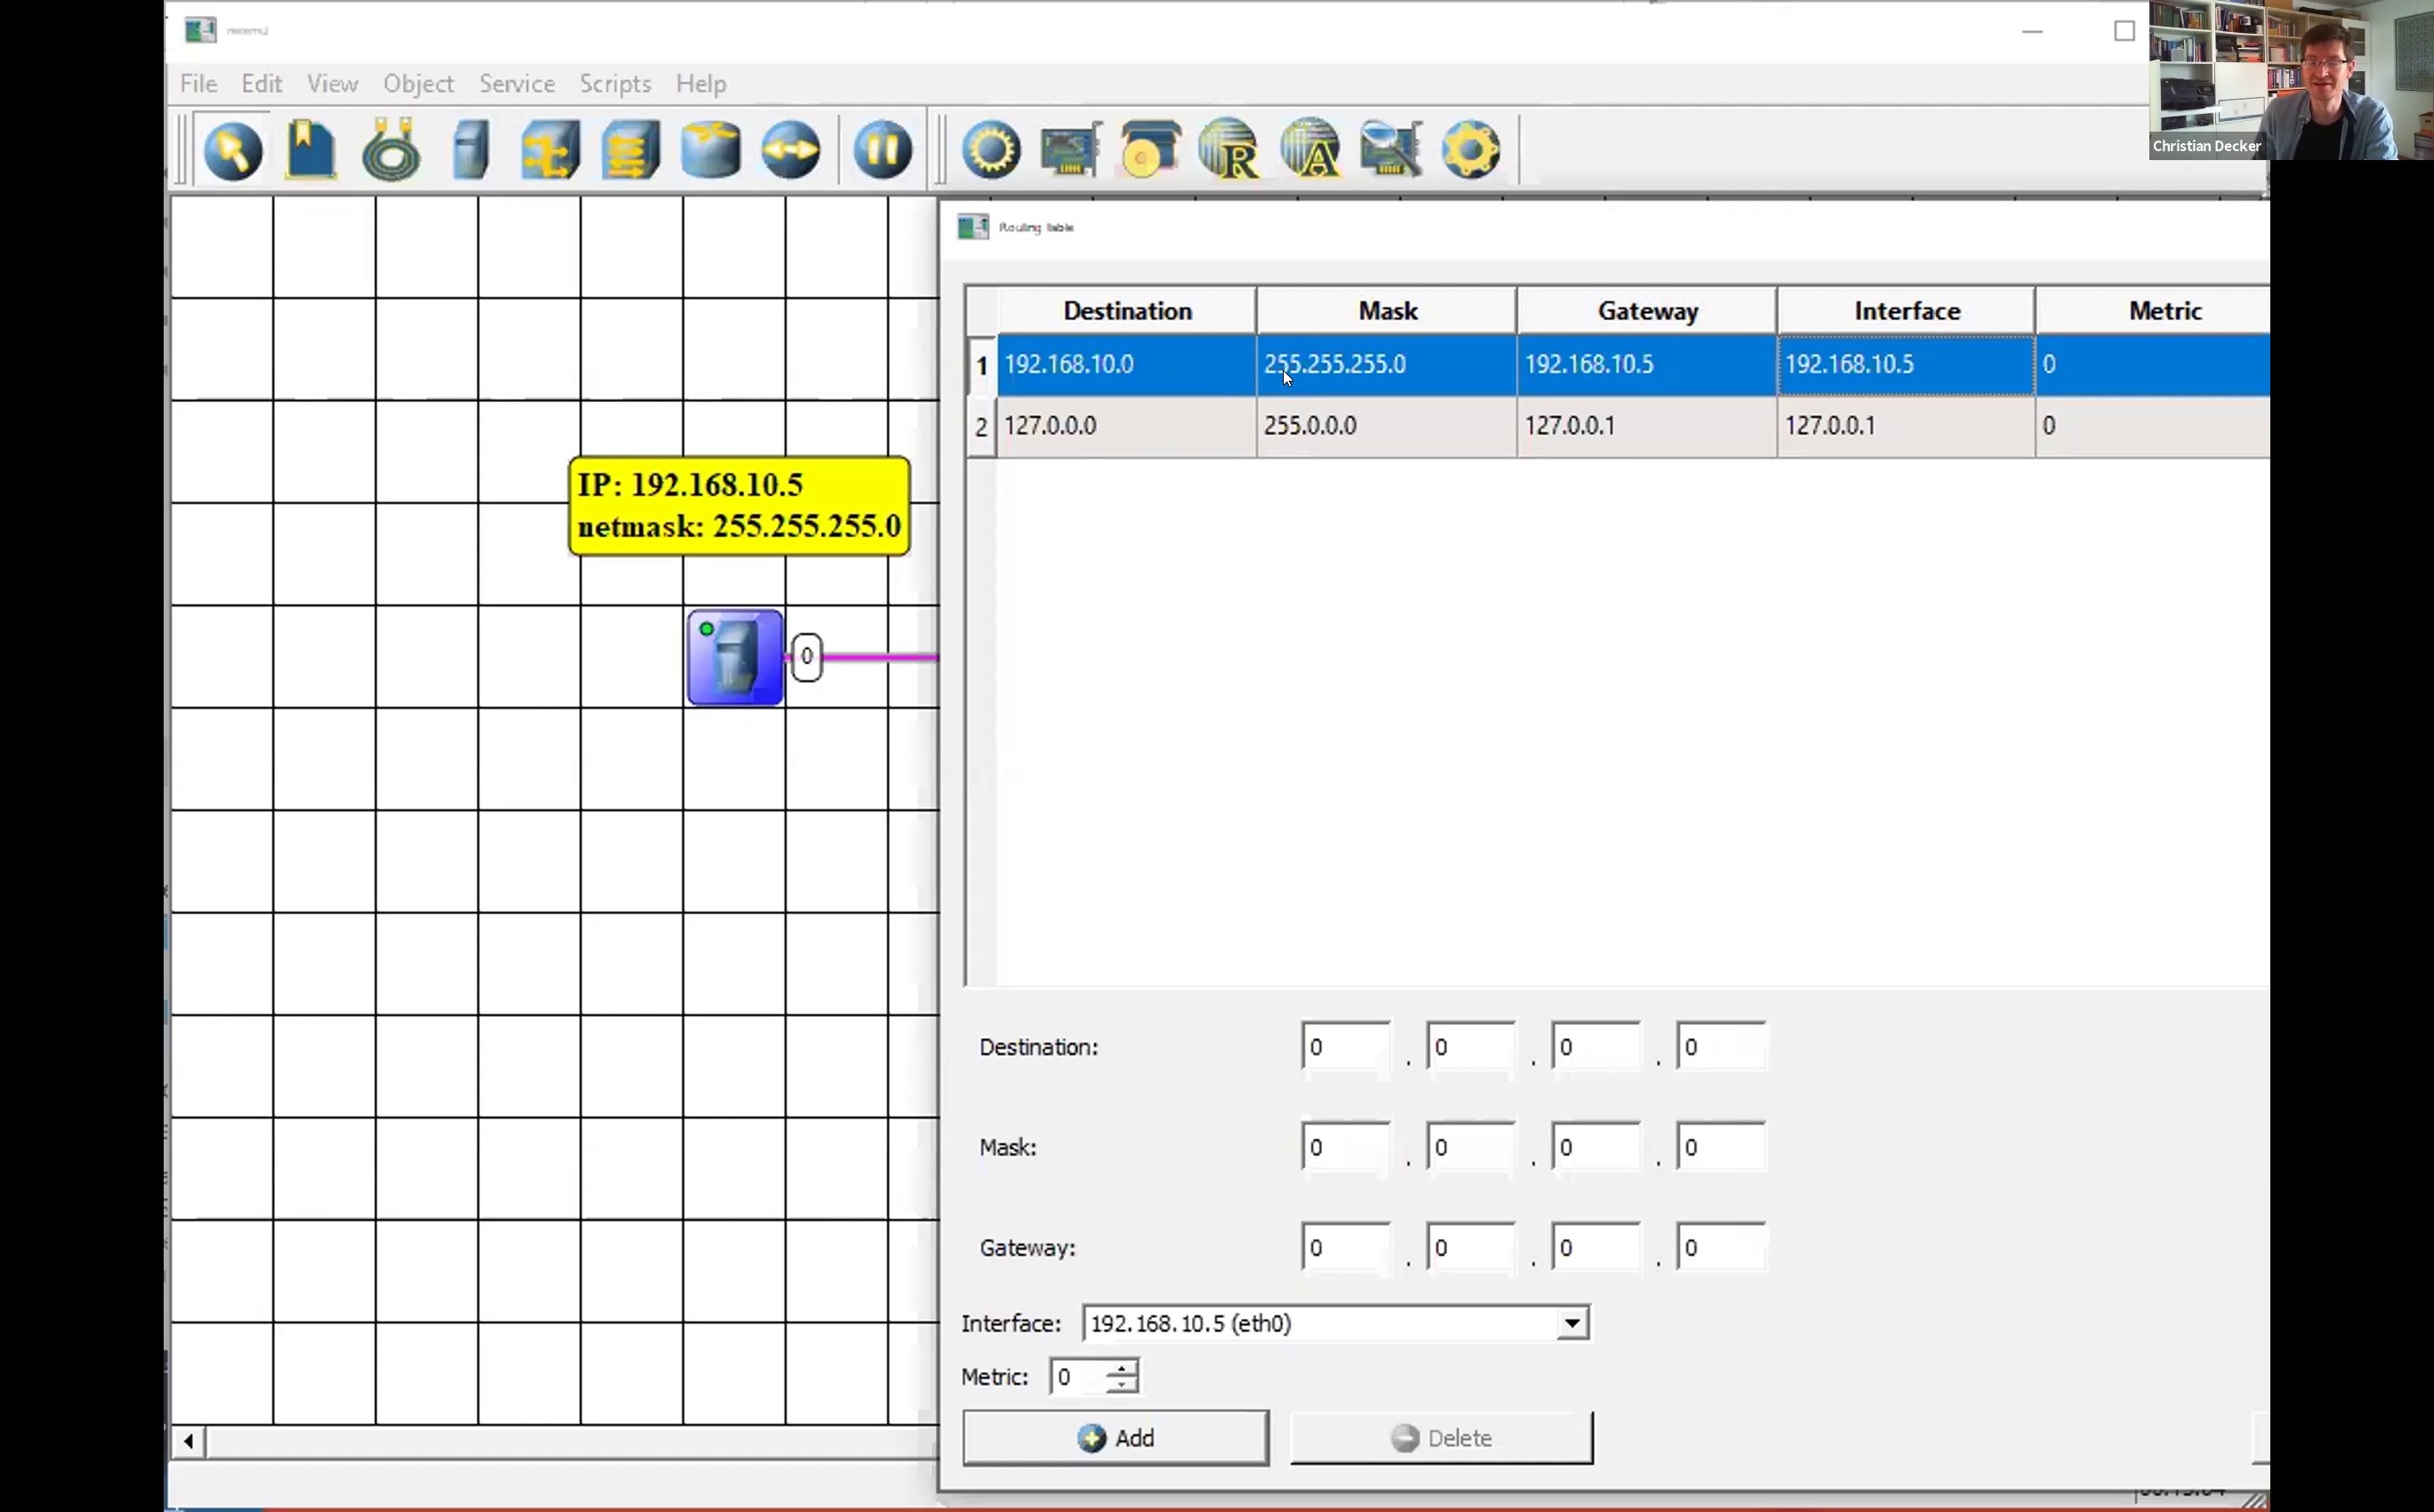 netemul
File Edit View Object Service Scripts Help
Christian Decker
Routing table
Destination Mask Gateway Interface Metric
1 192.168.10.0 255.255.255.0 192.168.10.5 192.168.10.5 0
2 127.0.0.0 255.0.0.0 127.0.0.1 127.0.0.1 0
IP: 192.168.10.5
netmask: 255.255.255.0
0
Destination: 0 . 0 . 0 . 0
Mask: 0 . 0 . 0 . 0
Gateway: 0 . 0 . 0 . 0
Interface: 192.168.10.5 (eth0)
Metric: 0
Add Delete